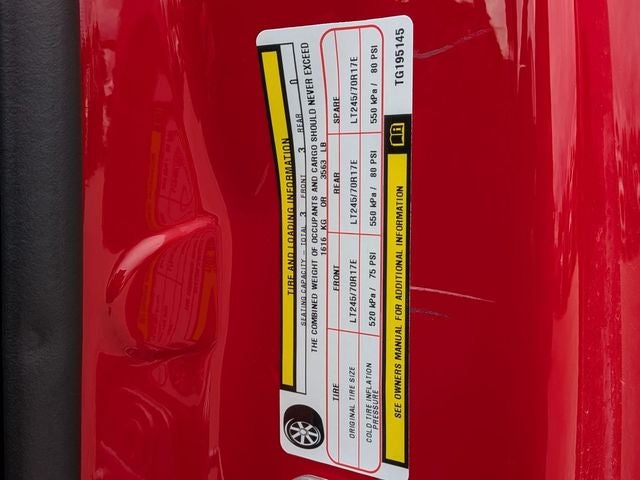 TIRE AND LOADING INFORMATION
SEATING CAPACITY - TOTAL 3 FRONT 3 REAR 0
THE COMBINED WEIGHT OF OCCUPANTS AND CARGO SHOULD NEVER EXCEED
1616 KG OR 3563 LB
TIRE FRONT REAR SPARE
ORIGINAL TIRE SIZE LT245/70R17E LT245/70R17E LT245/70R17E
COLD TIRE INFLATION PRESSURE 520 kPa / 75 PSI 550 kPa / 80 PSI 550 kPa / 80 PSI
SEE OWNERS MANUAL FOR ADDITIONAL INFORMATION
TG195145